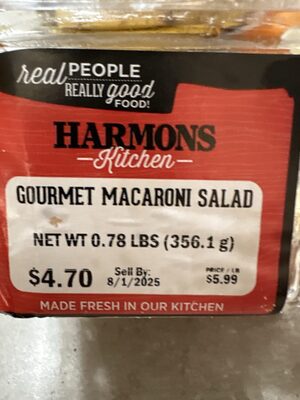 real PEOPLE
REALLY good
FOOD!
HARMONS
Kitchen
GOURMET MACARONI SALAD
NET WT 0.78 LBS (356.1 g)
$4.70
Sell By:
8/1/2025
PRICE / LB
$5.99
MADE FRESH IN OUR KITCHEN